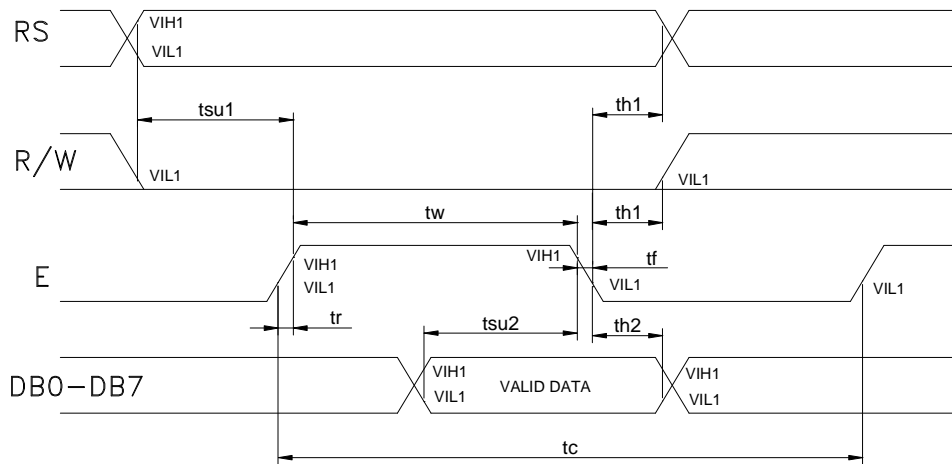 RS
VIH1
VIL1
tsu1
th1
R/W
VIL1
VIL1
tw
th1
E
VIH1
VIL1
VIH1
tf
VIL1
VIL1
tr
tsu2
th2
DB0-DB7
VIH1
VIL1
VALID DATA
VIH1
VIL1
tc